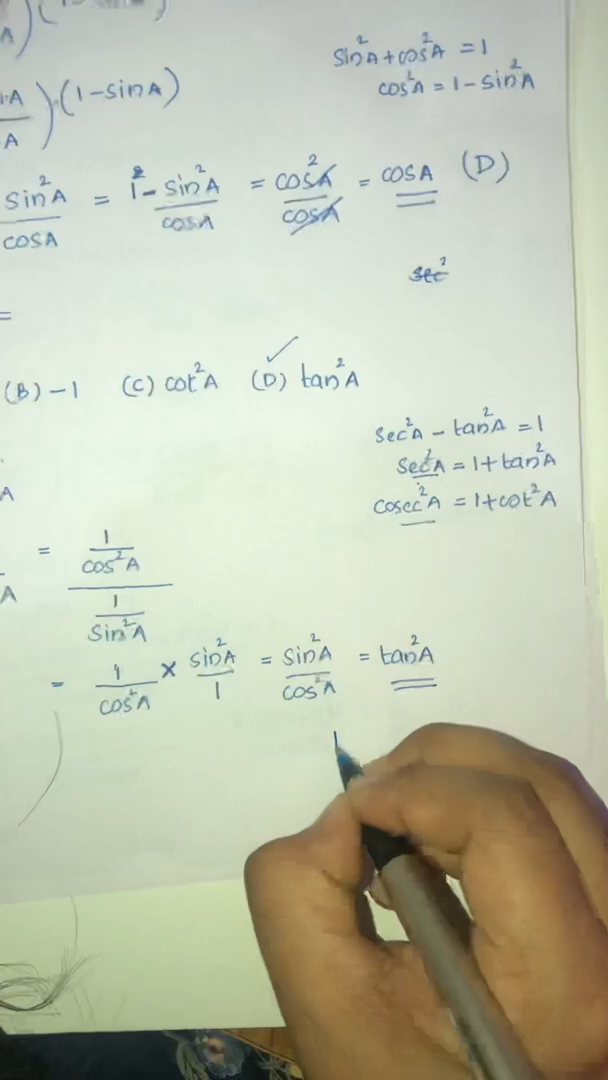 A)(
sin²A + cos²A = 1
cos²A = 1 - sin²A
A)(1 - sinA)
A
sin²A/cosA = 1² - sin²A/cosA = cos²A/cosA = cosA (D)
sec²
=
(B) -1 (C) cot²A (D) tan²A
sec²A - tan²A = 1
A sec²A = 1 + tan²A
cosec²A = 1 + cot²A
A = 1/cos²A / 1/sin²A
= 1/cos²A × sin²A/1 = sin²A/cos²A = tan²A